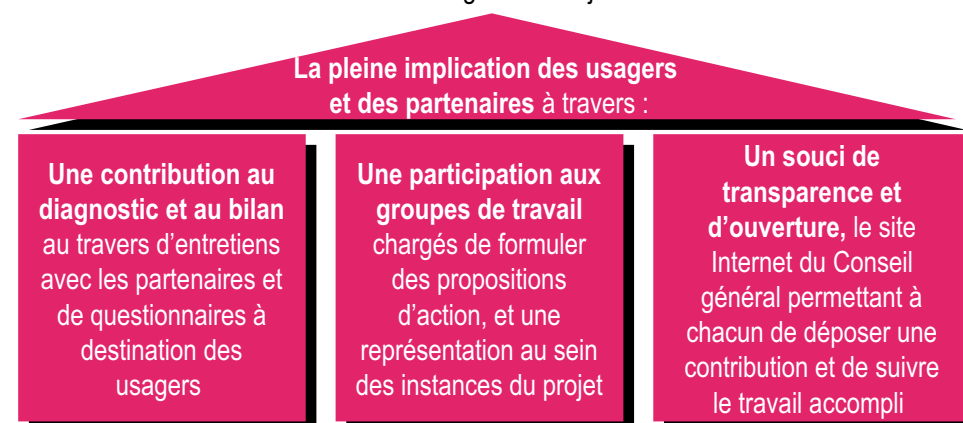 La pleine implication des usagers
et des partenaires à travers :
Une contribution au
diagnostic et au bilan
au travers d'entretiens
avec les partenaires et
de questionnaires à
destination des
usagers
Une participation aux
groupes de travail
chargés de formuler
des propositions
d'action, et une
représentation au sein
des instances du projet
Un souci de
transparence et
d'ouverture, le site
Internet du Conseil
général permettant à
chacun de déposer une
contribution et de suivre
le travail accompli